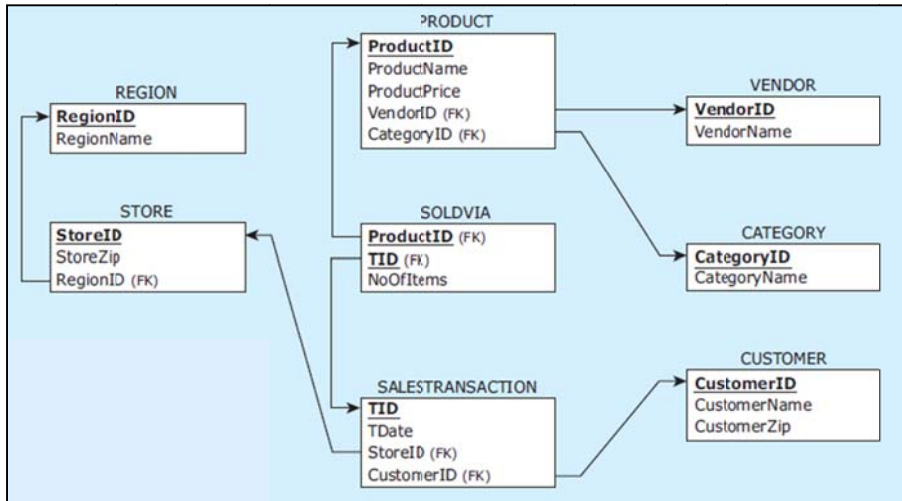 PRODUCT
ProductID
ProductName
ProductPrice
VendorID (FK)
CategoryID (FK)
REGION
RegionID
RegionName
VENDOR
VendorID
VendorName
STORE
StoreID
StoreZip
RegionID (FK)
SOLDVIA
ProductID (FK)
TID (FK)
NoOfItems
CATEGORY
CategoryID
CategoryName
SALESTRANSACTION
TID
TDate
StoreID (FK)
CustomerID (FK)
CUSTOMER
CustomerID
CustomerName
CustomerZip